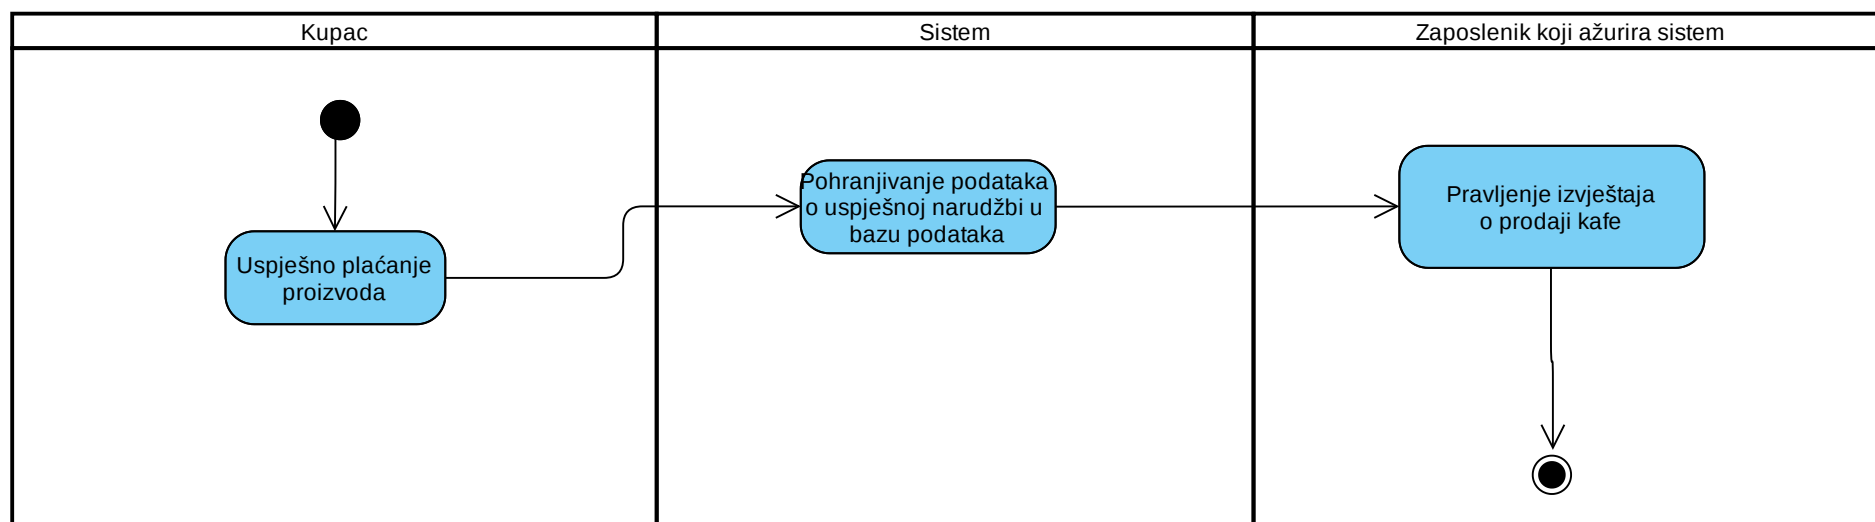 Kupac
Sistem
Zaposlenik koji ažurira sistem
Uspješno plaćanje
proizvoda
Pohranjivanje podataka
o uspješnoj narudžbi u
bazu podataka
Pravljenje izvještaja
o prodaji kafe